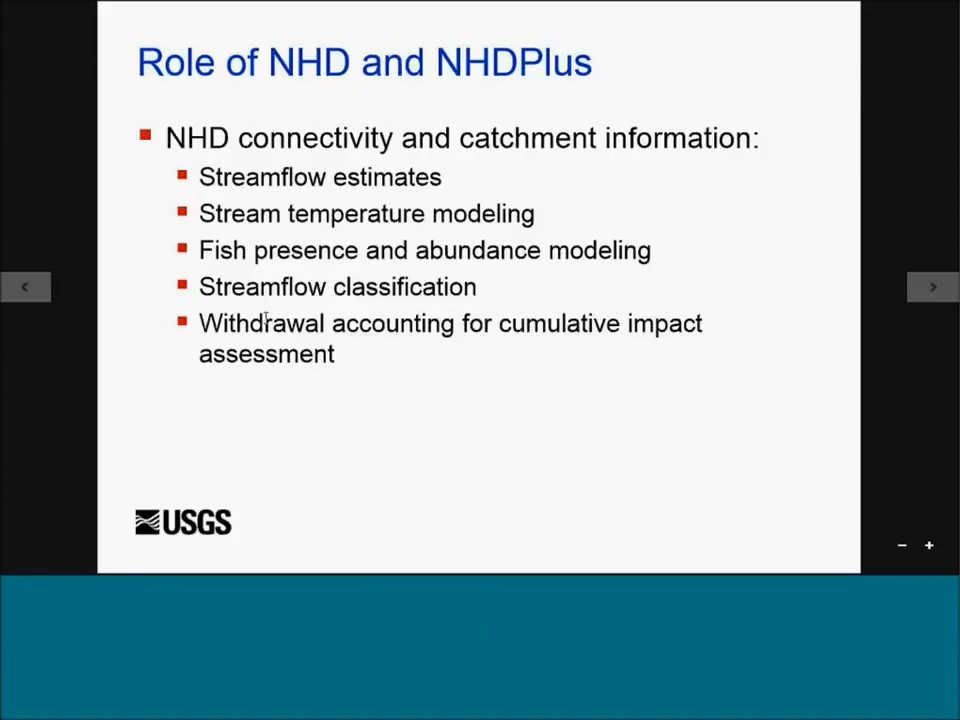 Role of NHD and NHDPlus
NHD connectivity and catchment information:
Streamflow estimates
Stream temperature modeling
Fish presence and abundance modeling
Streamflow classification
Withdrawal accounting for cumulative impact
assessment
USGS